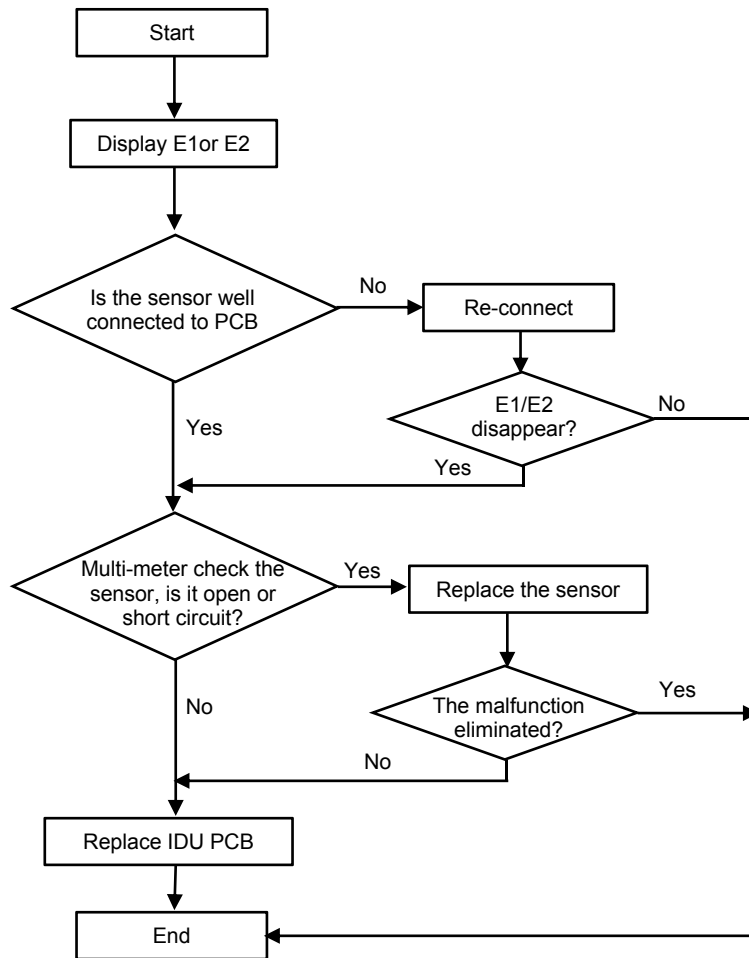 Start
Display E1or E2
Is the sensor well
connected to PCB
No
Re-connect
E1/E2
disappear?
No
Yes
Yes
Multi-meter check the
sensor, is it open or
short circuit?
Yes
Replace the sensor
The malfunction
eliminated?
Yes
No
No
Replace IDU PCB
End